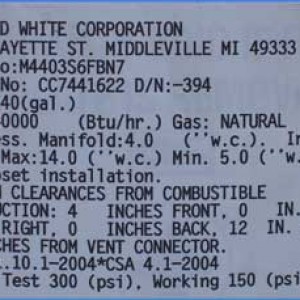 D WHITE CORPORATION
AYETTE ST. MIDDLEVILLE MI 49333
o:M4403S6FBN7
No: CC7441622 D/N:-394
40(gal.)
0000 (Btu/hr.) Gas: NATURAL
ss. Manifold:4.0 (''w.c.). In
Max:14.0 (''w.c.) Min. 5.0 (''w
oset installation.
CLEARANCES FROM COMBUSTIBLE
UCTION: 4 INCHES FRONT, 0 IN.
RIGHT, 0 INCHES BACK, 12 IN.
CHES FROM VENT CONNECTOR.
.10.1-2004*CSA 4.1-2004
Test 300 (psi), Working 150 (psi